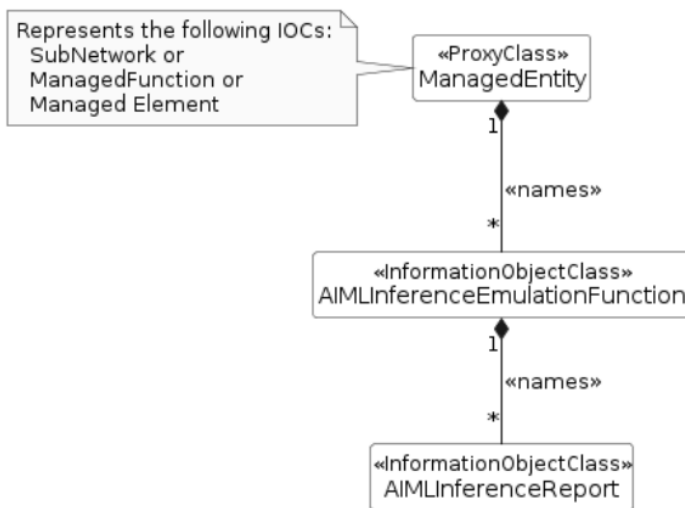 Represents the following IOCs:
SubNetwork or
ManagedFunction or
Managed Element
«ProxyClass»
ManagedEntity
1
«names»
*
«InformationObjectClass»
AIMLInferenceEmulationFunction
1
«names»
*
«InformationObjectClass»
AIMLInferenceReport